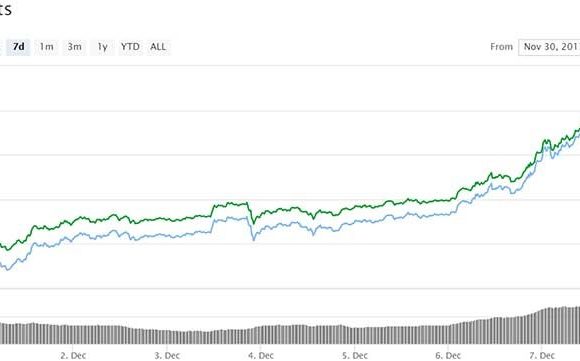 ts
7d 1m 3m 1y YTD ALL From Nov 30, 201
2. Dec 3. Dec 4. Dec 5. Dec 6. Dec 7. Dec